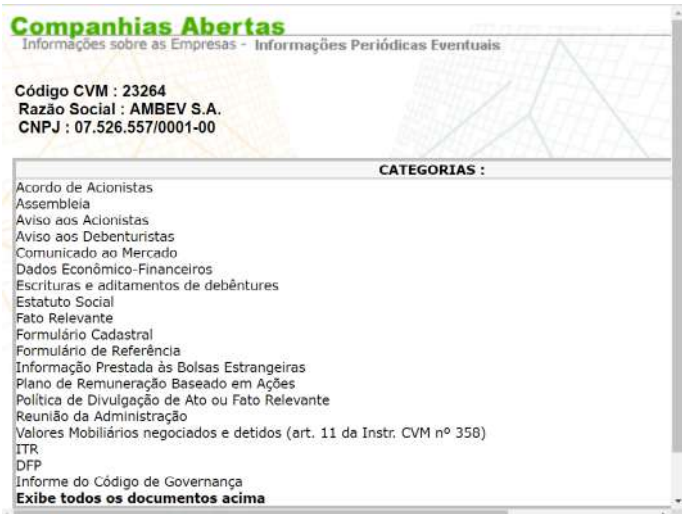 Companhias Abertas
Informações sobre as Empresas - Informações Periódicas Eventuais
Código CVM : 23264
Razão Social : AMBEV S.A.
CNPJ : 07.526.557/0001-00
CATEGORIAS :
Acordo de Acionistas
Assembleia
Aviso aos Acionistas
Aviso aos Debenturistas
Comunicado ao Mercado
Dados Econômico-Financeiros
Escrituras e aditamentos de debêntures
Estatuto Social
Fato Relevante
Formulário Cadastral
Formulário de Referência
Informação Prestada às Bolsas Estrangeiras
Plano de Remuneração Baseado em Ações
Política de Divulgação de Ato ou Fato Relevante
Reunião da Administração
Valores Mobiliários negociados e detidos (art. 11 da Instr. CVM nº 358)
ITR
DFP
Informe do Código de Governança
Exibe todos os documentos acima